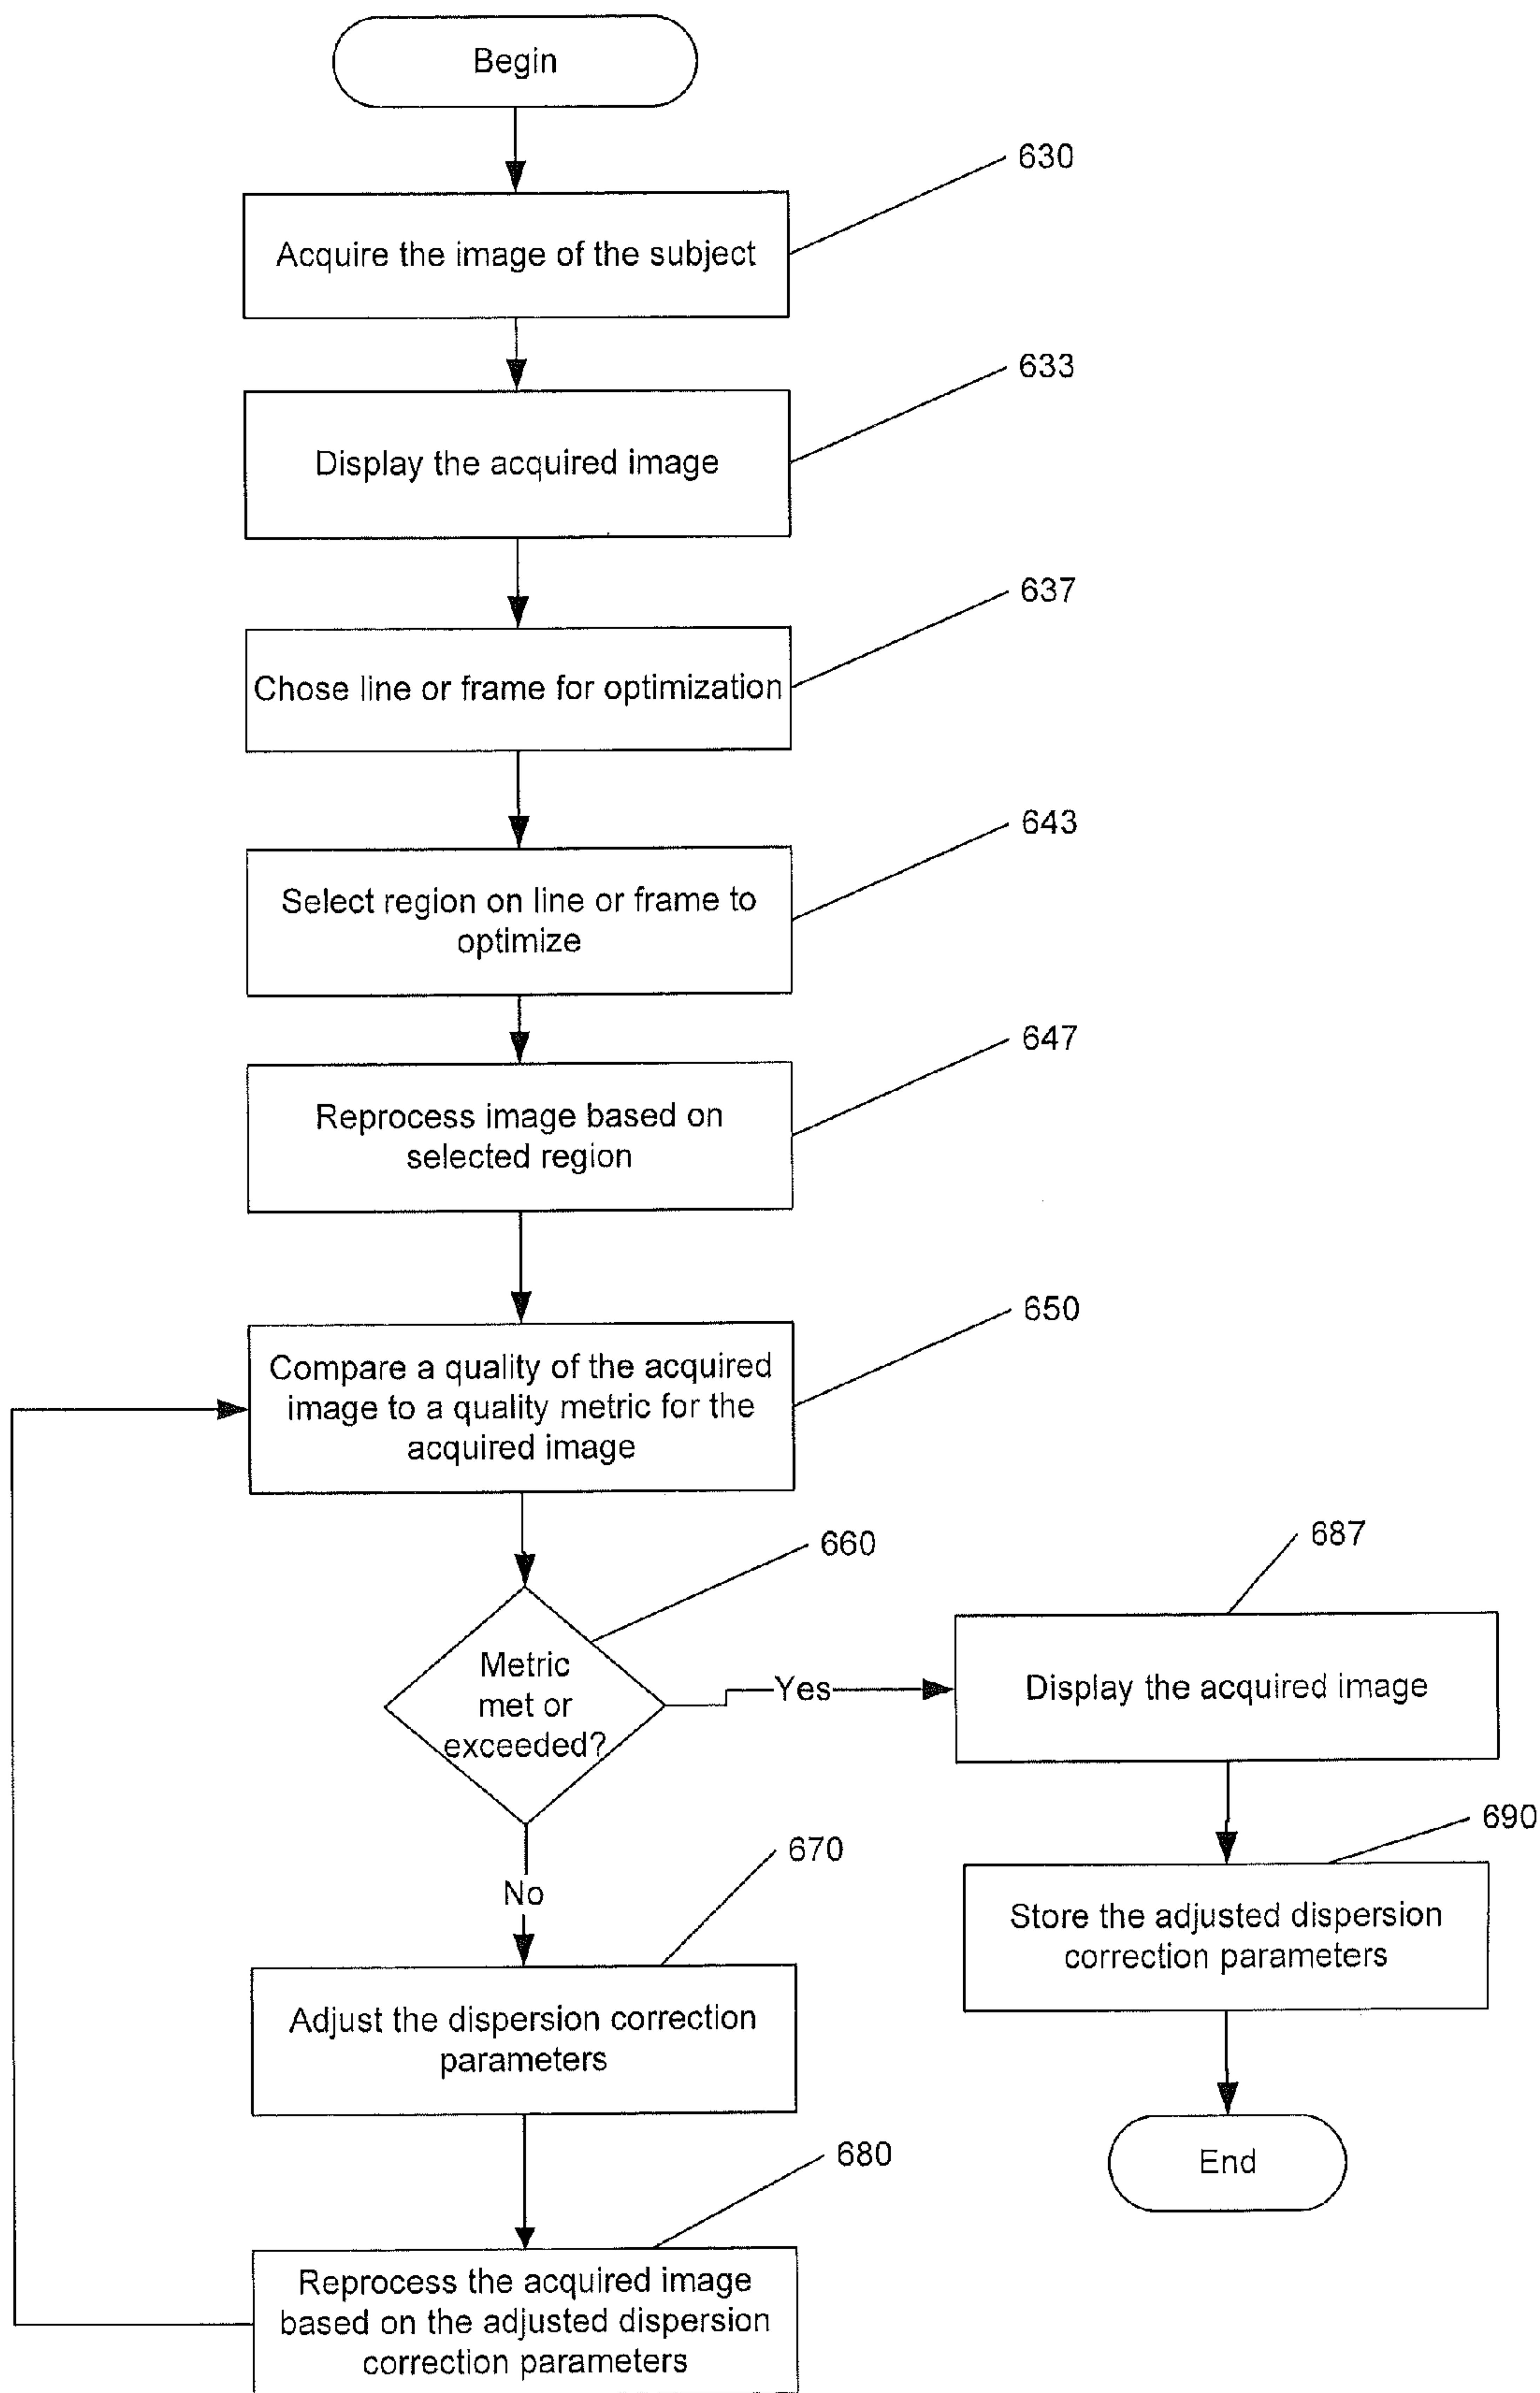 Begin
630
Acquire the image of the subject
633
Display the acquired image
637
Chose line or frame for optimization
643
Select region on line or frame to
optimize
647
Reprocess image based on
selected region
650
Compare a quality of the acquired
image to a quality metric for the
acquired image
660
Metric
met or
exceeded?
Yes
687
Display the acquired image
690
Store the adjusted dispersion
correction parameters
End
No
670
Adjust the dispersion correction
parameters
680
Reprocess the acquired image
based on the adjusted dispersion
correction parameters